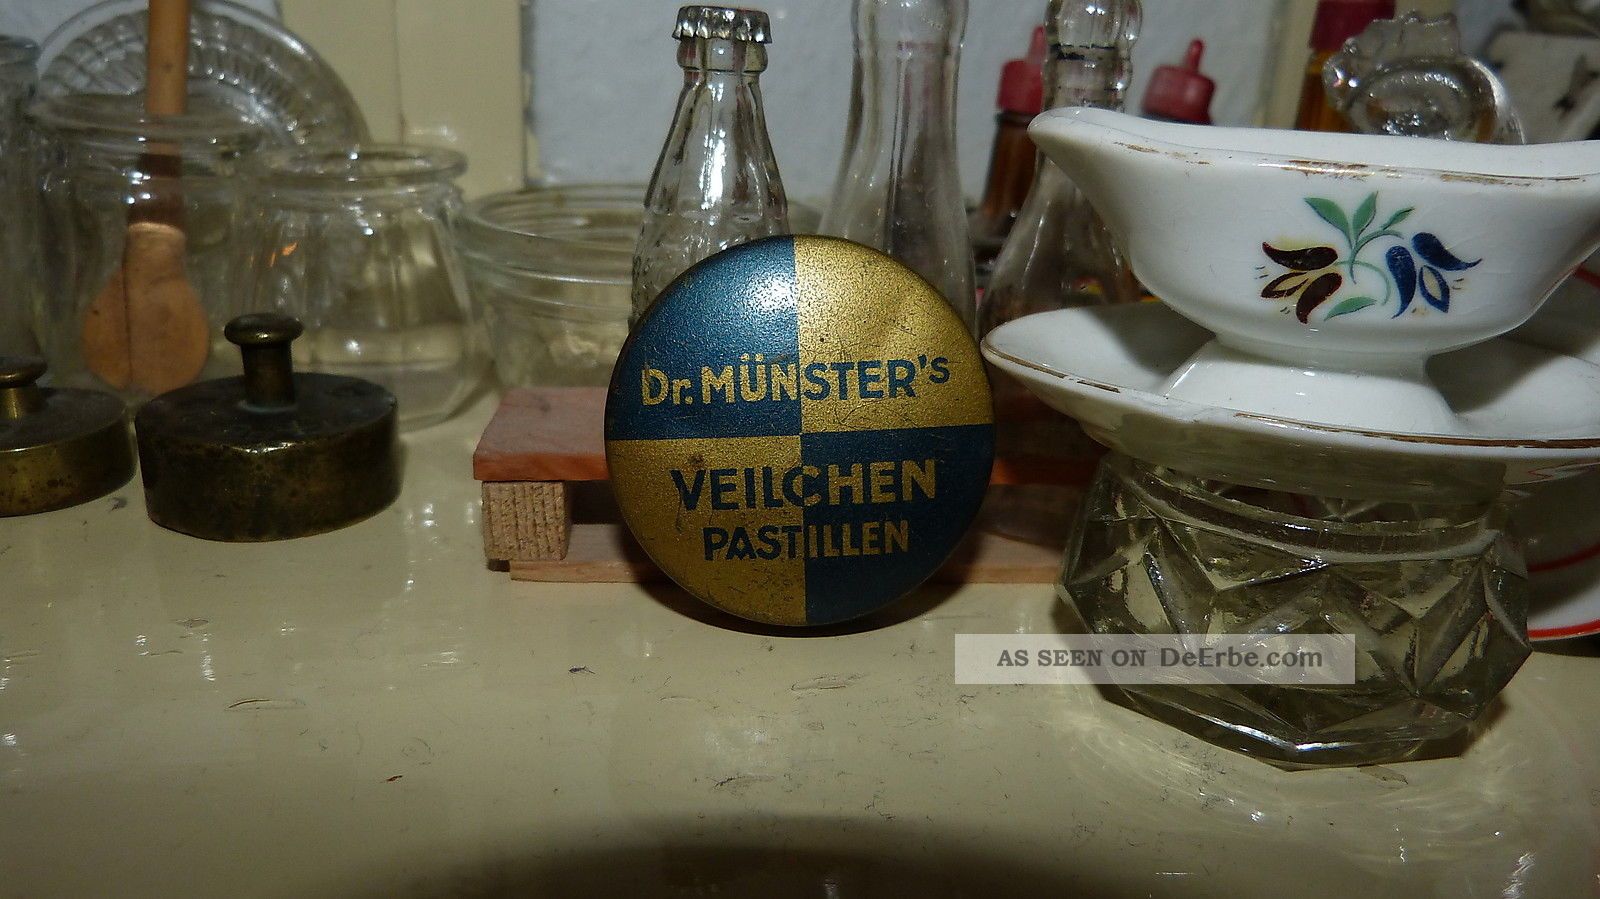 Dr. MÜNSTER's
VEILCHEN
PASTILLEN
AS SEEN ON DeErbe.com